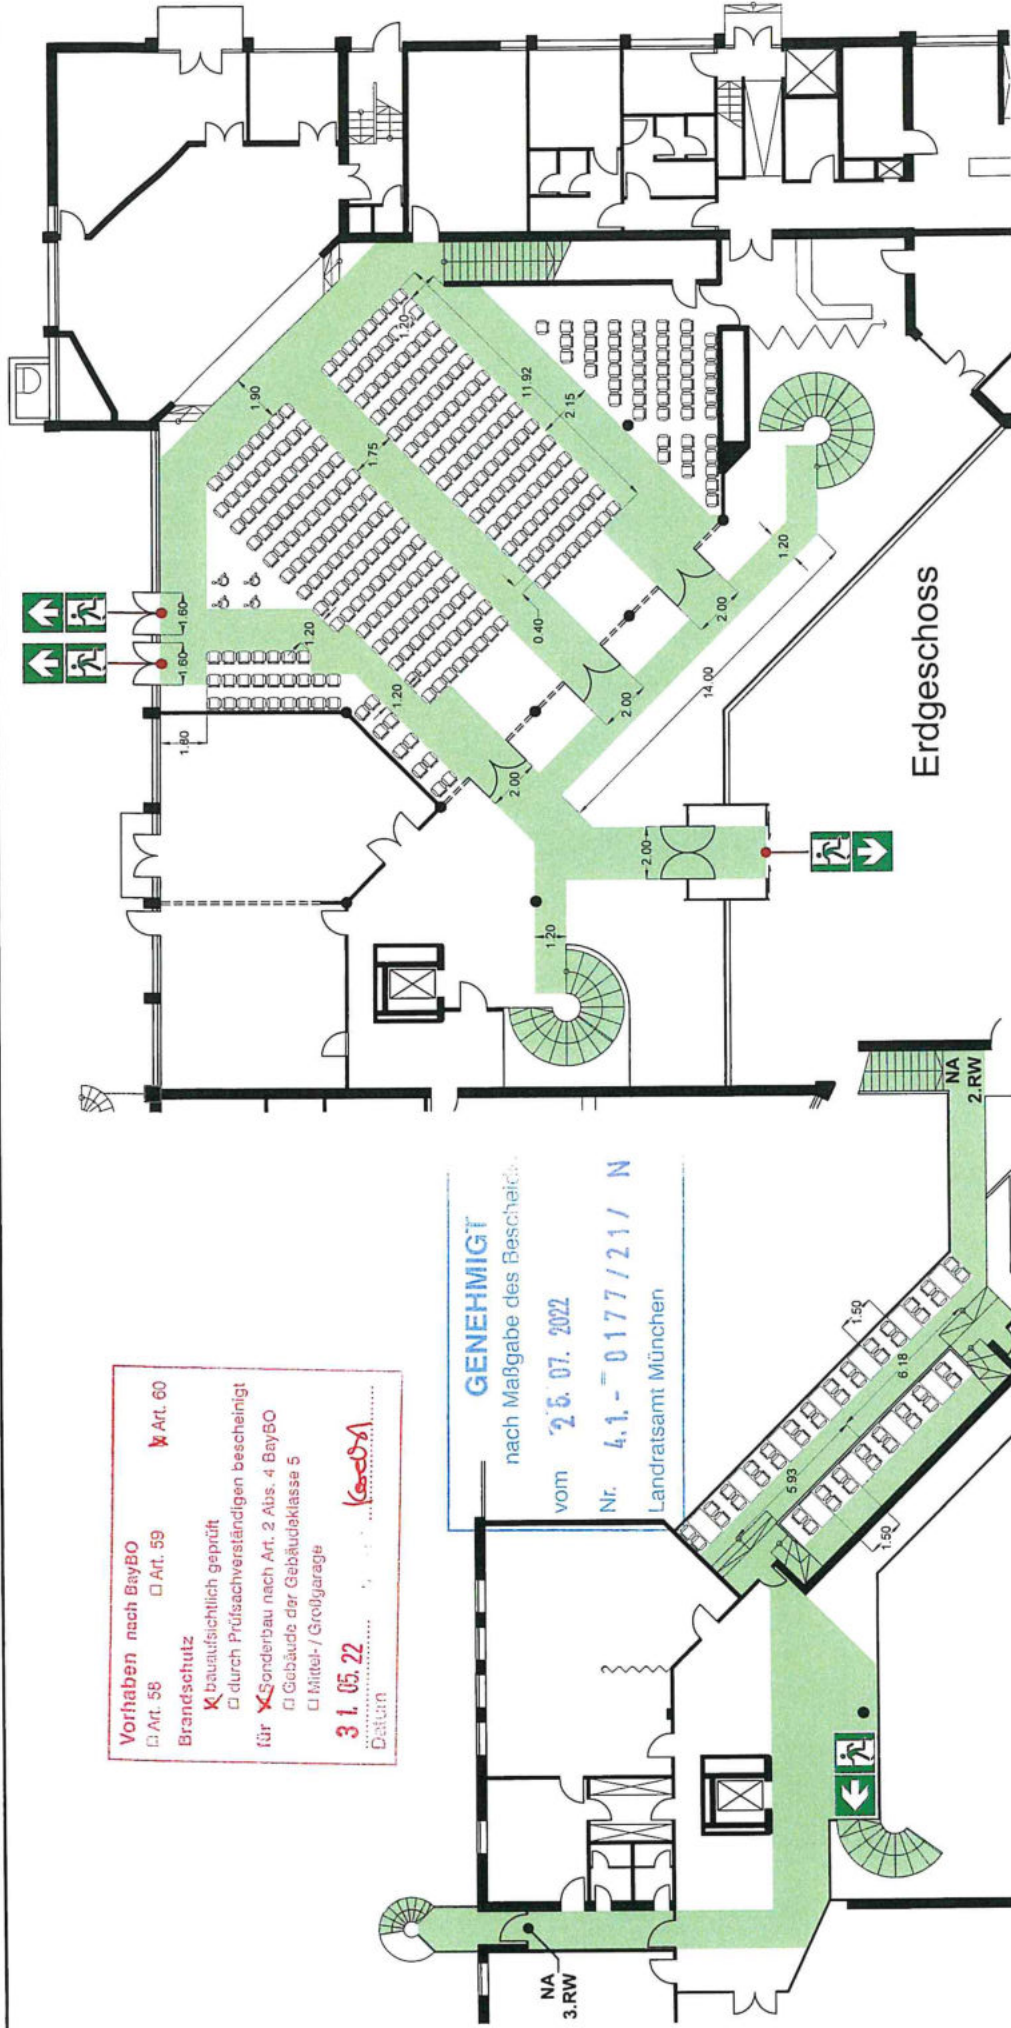 Vorhaben nach BayBO
☐ Art. 58 ☐ Art. 59 ☒ Art. 60
Brandschutz
☒ bauaufsichtlich geprüft
☐ durch Prüfsachverständigen bescheinigt
für ☒ Sonderbau nach Art. 2 Abs. 4 BayBO
☐ Gebäude der Gebäudeklasse 5
☐ Mittel- / Großgarage
31.05.22
Datum
GENEHMIGT
nach Maßgabe des Bescheids
vom 25.07.2022
Nr. 4.1.-0177/21/N
Landratsamt München
1.60
1.60
1.80
1.20
1.20
1.90
1.20
1.75
11.92
2.15
0.40
2.00
2.00
2.00
1.20
14.00
2.00
1.20
Erdgeschoss
NA
2.RW
1.50
6.18
5.93
1.50
NA
3.RW